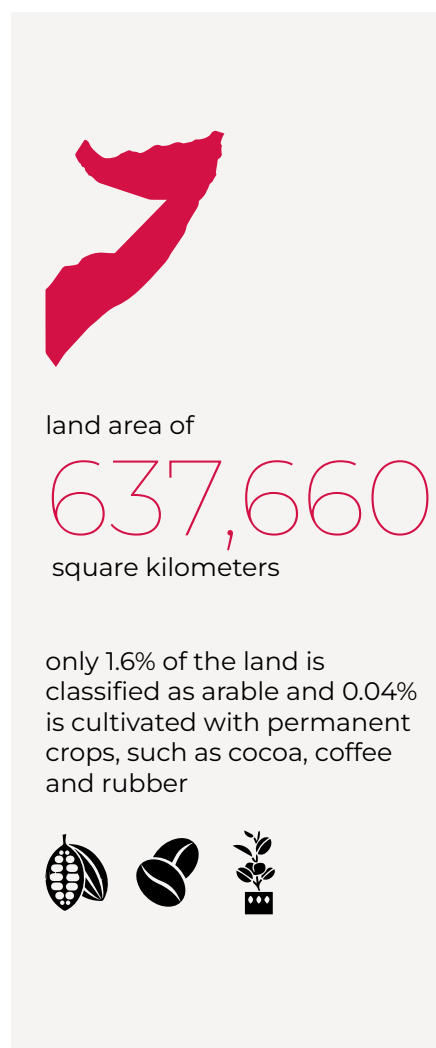 land area of
637,660
square kilometers
only 1.6% of the land is
classified as arable and 0.04%
is cultivated with permanent
crops, such as cocoa, coffee
and rubber